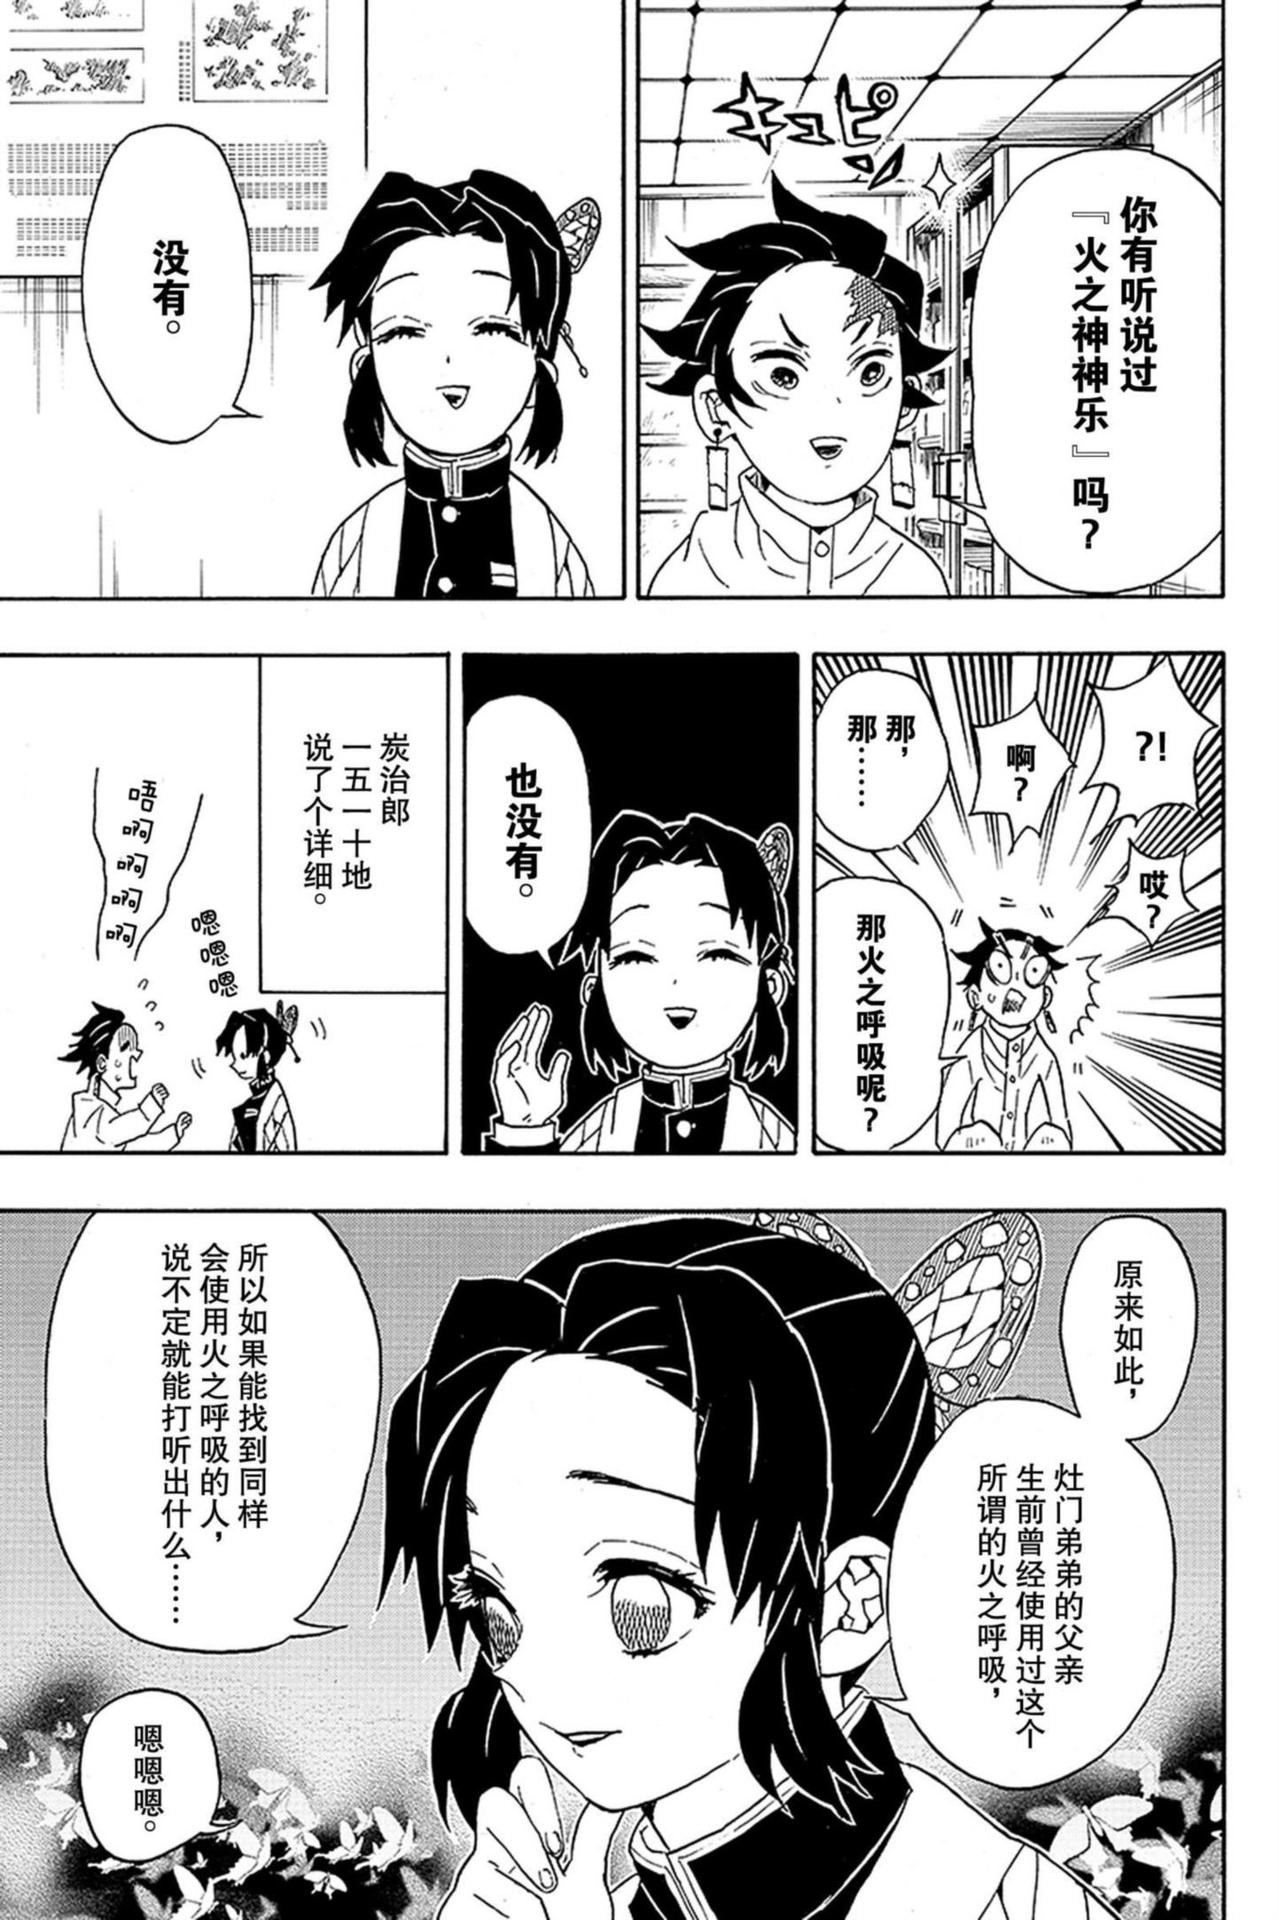 キュピーン
你有听说过
『火之神神乐』吗？
没有。
?!
啊？
哎？
那，
那……
那火之呼吸呢？
也没有。
炭治郎
一五一十地
说了个详细。
唔啊啊啊啊
嗯嗯嗯
原来如此，
灶门弟弟的父亲
生前曾经使用过这个
所谓的火之呼吸，
所以如果能找到同样
会使用火之呼吸的人，
说不定就能打听出什么……
嗯嗯嗯。